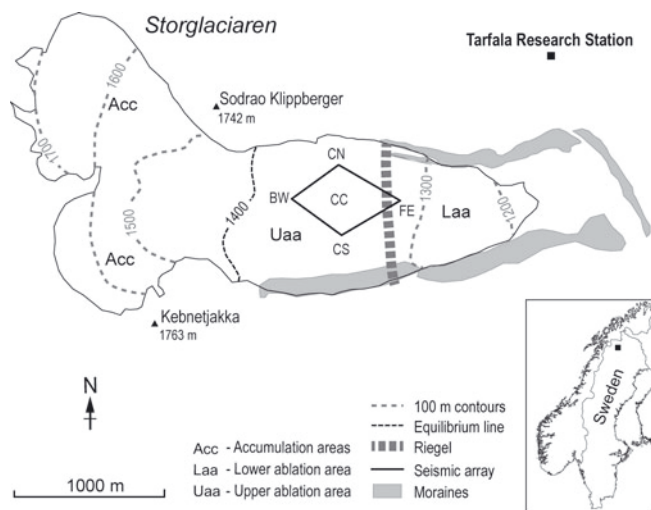 Storglaciaren
Tarfala Research Station
1600
Acc
Sodrao Klippberger
1742 m
1700
CN
1400
BW
CC
1300
1200
FE
1500
Uaa
Laa
CS
Acc
Kebnetjakka
1763 m
N
Sweden
100 m contours
Equilibrium line
Acc - Accumulation areas
Riegel
Laa - Lower ablation area
Seismic array
1000 m
Uaa - Upper ablation area
Moraines